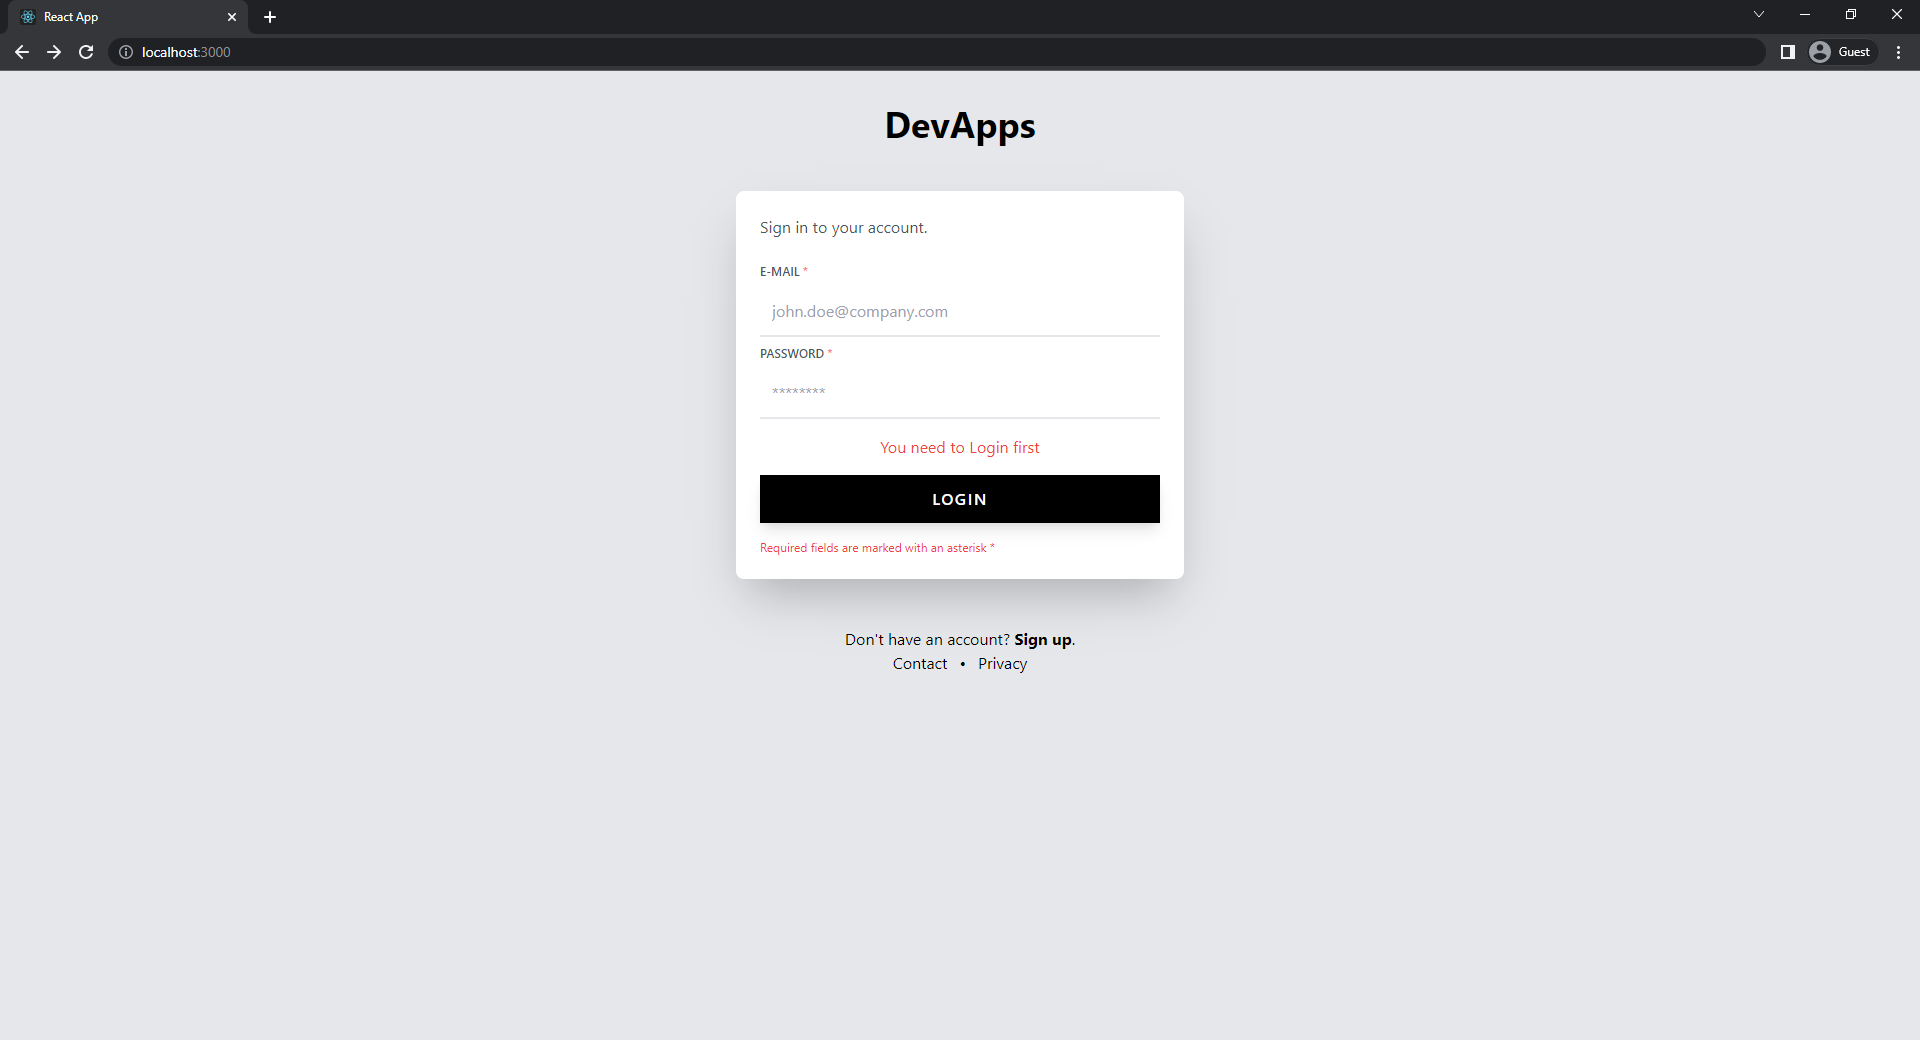 React App
localhost:3000
Guest
DevApps
Sign in to your account.
E-MAIL *
john.doe@company.com
PASSWORD *
********
You need to Login first
LOGIN
Required fields are marked with an asterisk *
Don't have an account? Sign up.
Contact • Privacy